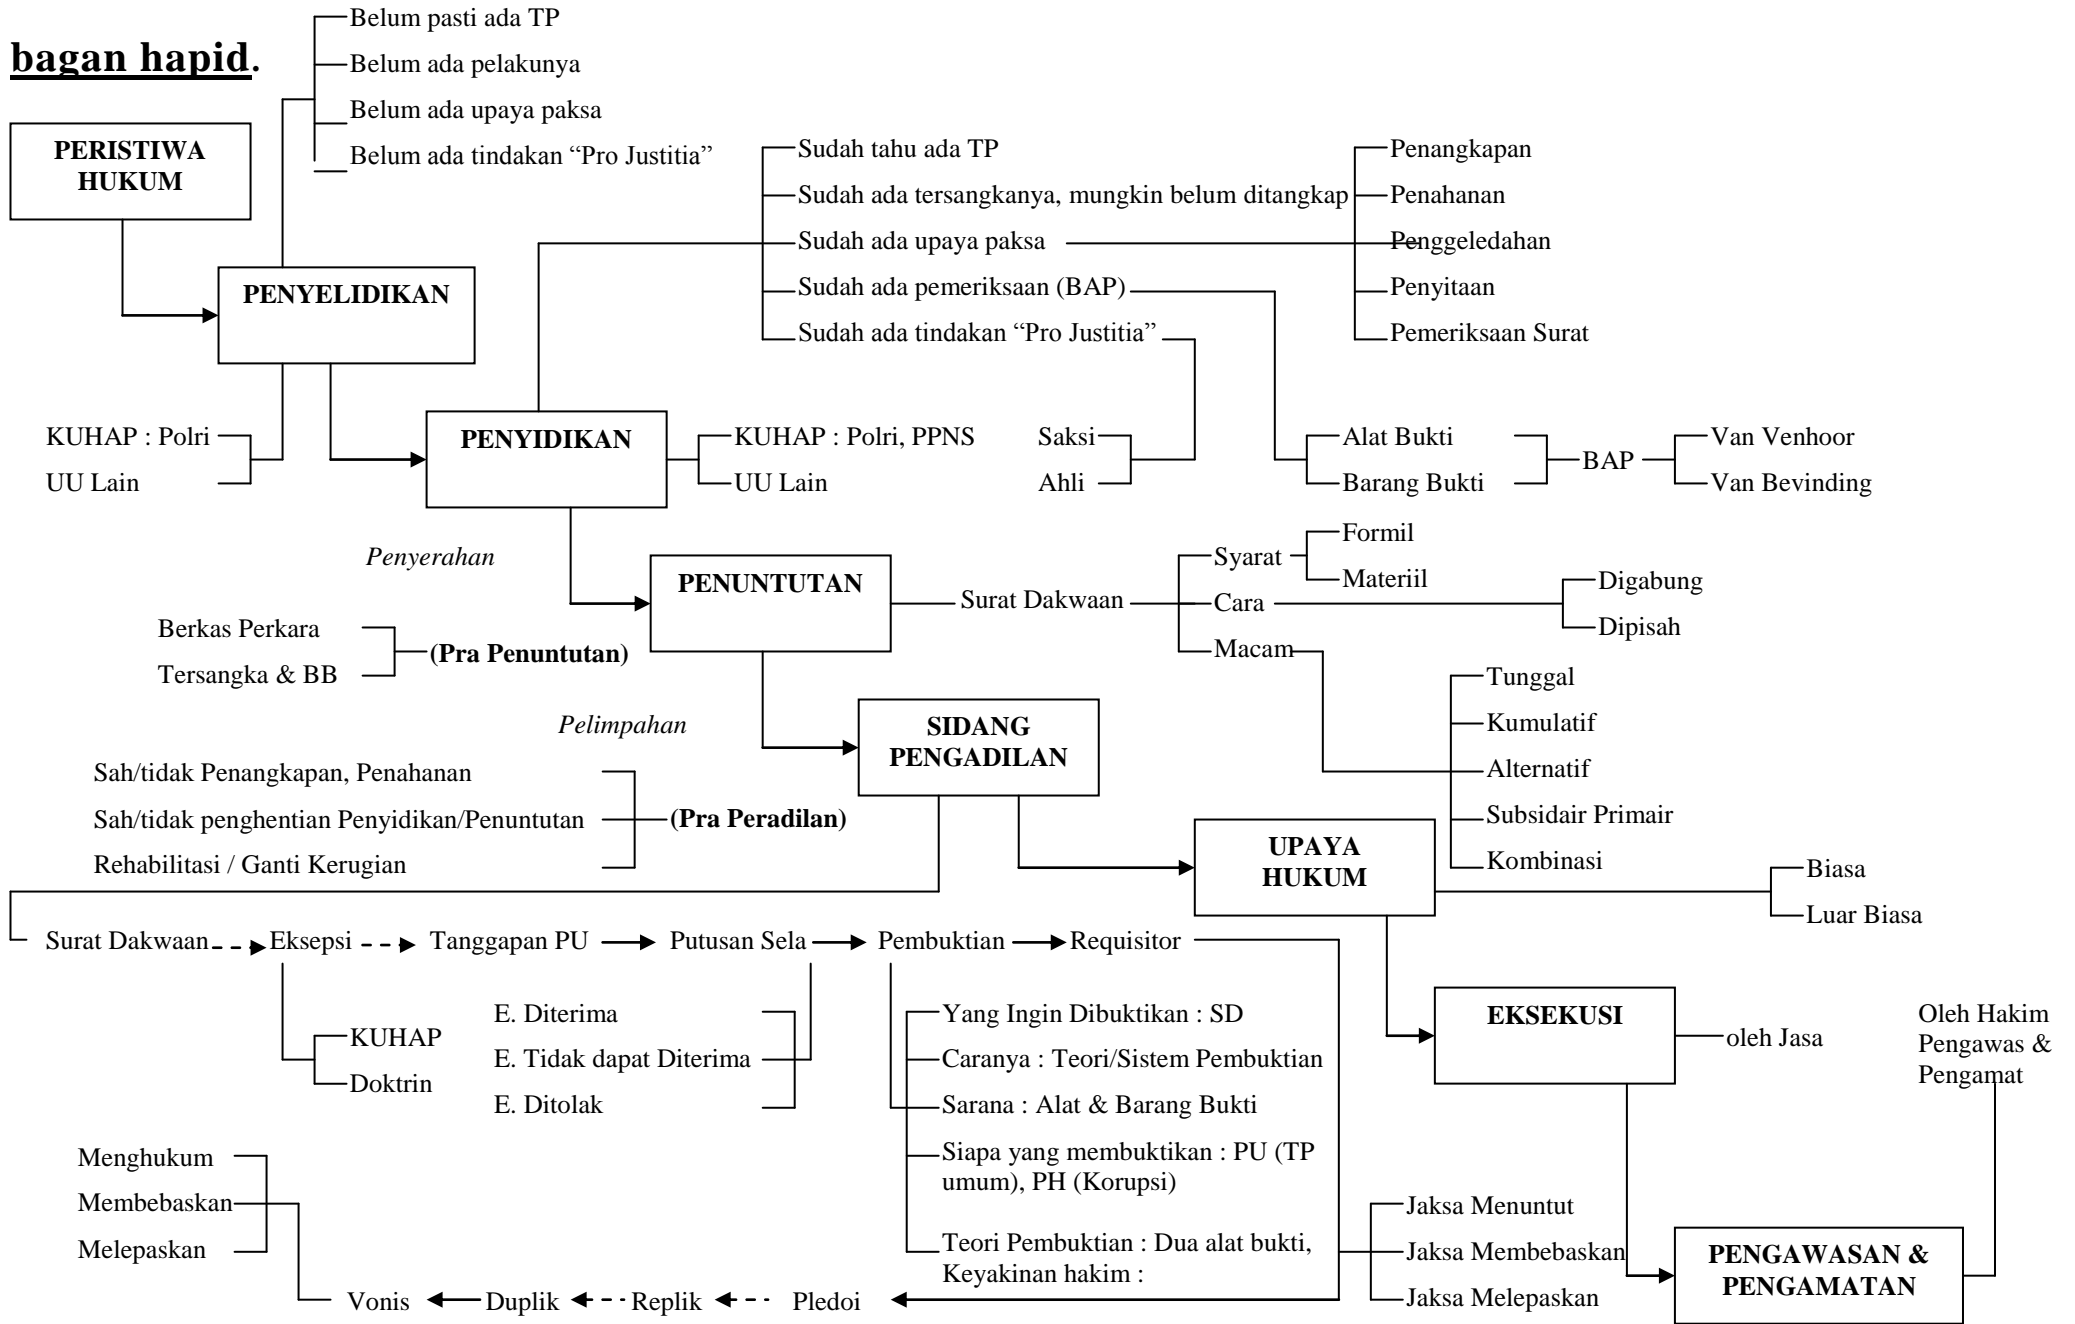 bagan hapid.
Belum pasti ada TP
Belum ada pelakunya
Belum ada upaya paksa
Belum ada tindakan “Pro Justitia”
PERISTIWA
HUKUM
PENYELIDIKAN
KUHAP : Polri
UU Lain
Sudah tahu ada TP
Sudah ada tersangkanya, mungkin belum ditangkap
Sudah ada upaya paksa
Sudah ada pemeriksaan (BAP)
Sudah ada tindakan “Pro Justitia”
Penangkapan
Penahanan
Penggeledahan
Penyitaan
Pemeriksaan Surat
PENYIDIKAN
KUHAP : Polri, PPNS
UU Lain
Saksi
Ahli
Alat Bukti
Barang Bukti
BAP
Van Venhoor
Van Bevinding
Penyerahan
PENUNTUTAN
Berkas Perkara
Tersangka & BB
(Pra Penuntutan)
Surat Dakwaan
Syarat
Cara
Macam
Formil
Materiil
Digabung
Dipisah
Tunggal
Kumulatif
Alternatif
Subsidair Primair
Kombinasi
Pelimpahan
SIDANG
PENGADILAN
Sah/tidak Penangkapan, Penahanan
Sah/tidak penghentian Penyidikan/Penuntutan
Rehabilitasi / Ganti Kerugian
(Pra Peradilan)
UPAYA
HUKUM
Biasa
Luar Biasa
Surat Dakwaan
Eksepsi
Tanggapan PU
Putusan Sela
Pembuktian
Requisitor
KUHAP
Doktrin
E. Diterima
E. Tidak dapat Diterima
E. Ditolak
Yang Ingin Dibuktikan : SD
Caranya : Teori/Sistem Pembuktian
Sarana : Alat & Barang Bukti
Siapa yang membuktikan : PU (TP
umum), PH (Korupsi)
Teori Pembuktian : Dua alat bukti,
Keyakinan hakim :
EKSEKUSI
oleh Jasa
Oleh Hakim
Pengawas &
Pengamat
Jaksa Menuntut
Jaksa Membebaskan
Jaksa Melepaskan
PENGAWASAN &
PENGAMATAN
Menghukum
Membebaskan
Melepaskan
Vonis
Duplik
Replik
Pledoi